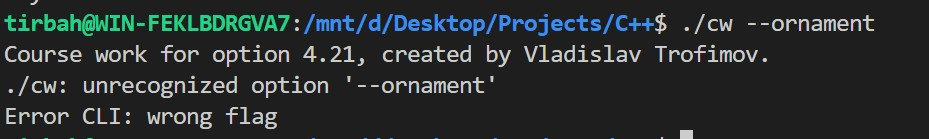 tirbah@WIN-FEKLBDRGVA7:/mnt/d/Desktop/Projects/C++$ ./cw --ornament
Course work for option 4.21, created by Vladislav Trofimov.
./cw: unrecognized option '--ornament'
Error CLI: wrong flag